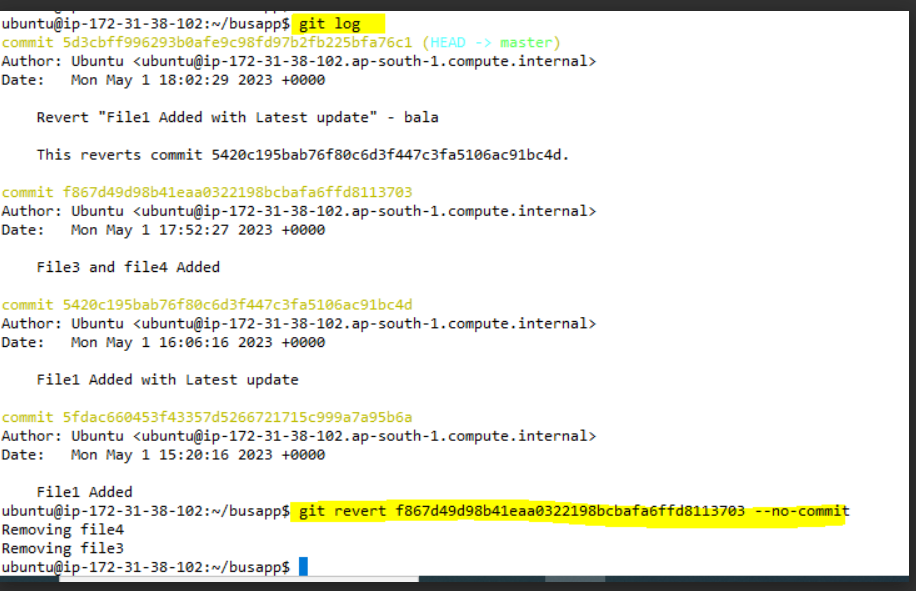 ubuntu@ip-172-31-38-102:~/busapp$ git log
commit 5d3cbff996293b0afe9c98fd97b2fb225bfa76c1 (HEAD -> master)
Author: Ubuntu <ubuntu@ip-172-31-38-102.ap-south-1.compute.internal>
Date:   Mon May 1 18:02:29 2023 +0000

    Revert "File1 Added with Latest update" - bala

    This reverts commit 5420c195bab76f80c6d3f447c3fa5106ac91bc4d.

commit f867d49d98b41eaa0322198bcbafa6ffd8113703
Author: Ubuntu <ubuntu@ip-172-31-38-102.ap-south-1.compute.internal>
Date:   Mon May 1 17:52:27 2023 +0000

    File3 and file4 Added

commit 5420c195bab76f80c6d3f447c3fa5106ac91bc4d
Author: Ubuntu <ubuntu@ip-172-31-38-102.ap-south-1.compute.internal>
Date:   Mon May 1 16:06:16 2023 +0000

    File1 Added with Latest update

commit 5fdac660453f43357d5266721715c999a7a95b6a
Author: Ubuntu <ubuntu@ip-172-31-38-102.ap-south-1.compute.internal>
Date:   Mon May 1 15:20:16 2023 +0000

    File1 Added
ubuntu@ip-172-31-38-102:~/busapp$ git revert f867d49d98b41eaa0322198bcbafa6ffd8113703 --no-commit
Removing file4
Removing file3
ubuntu@ip-172-31-38-102:~/busapp$